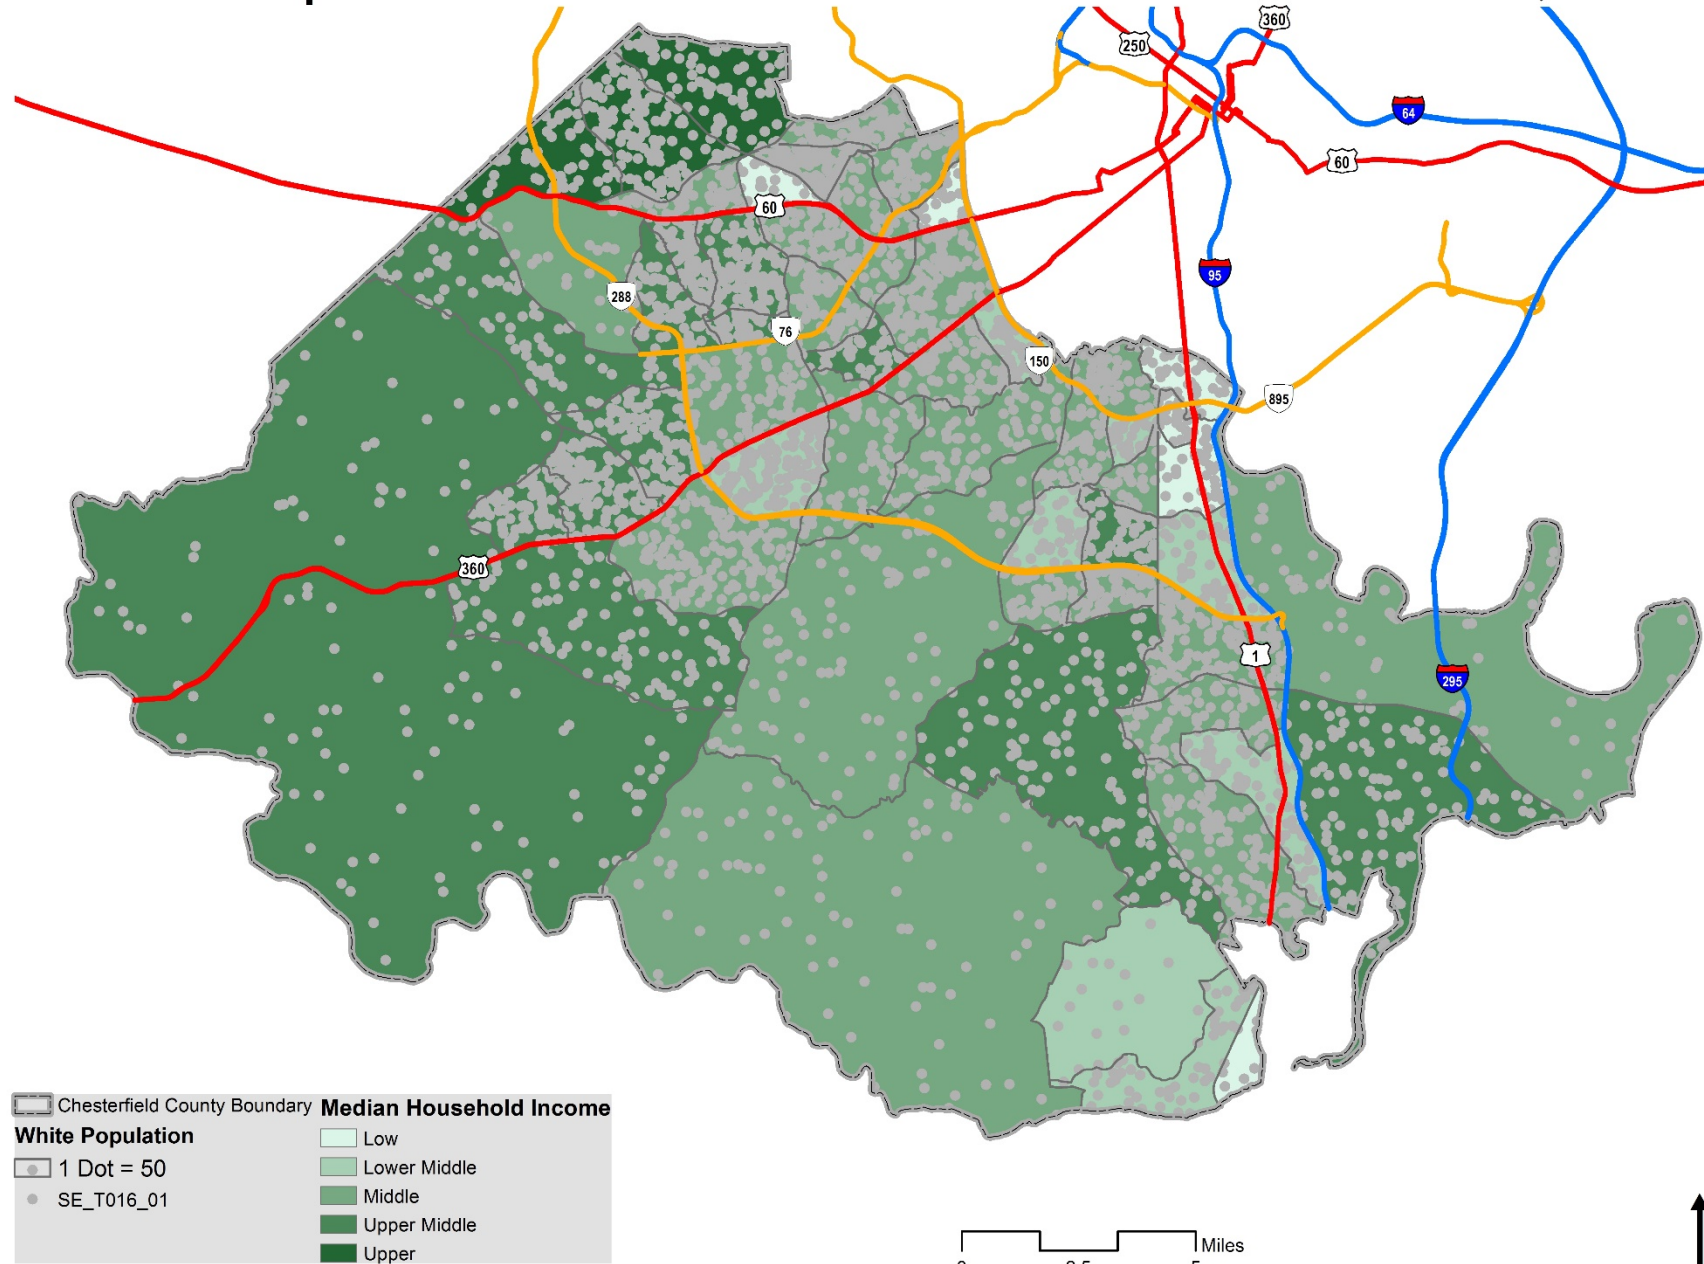 360
250
64
60
60
95
288
76
150
895
360
1
295
Chesterfield County Boundary
Median Household Income
White Population
Low
1 Dot = 50
Lower Middle
SE_T016_01
Middle
Upper Middle
Upper
Miles